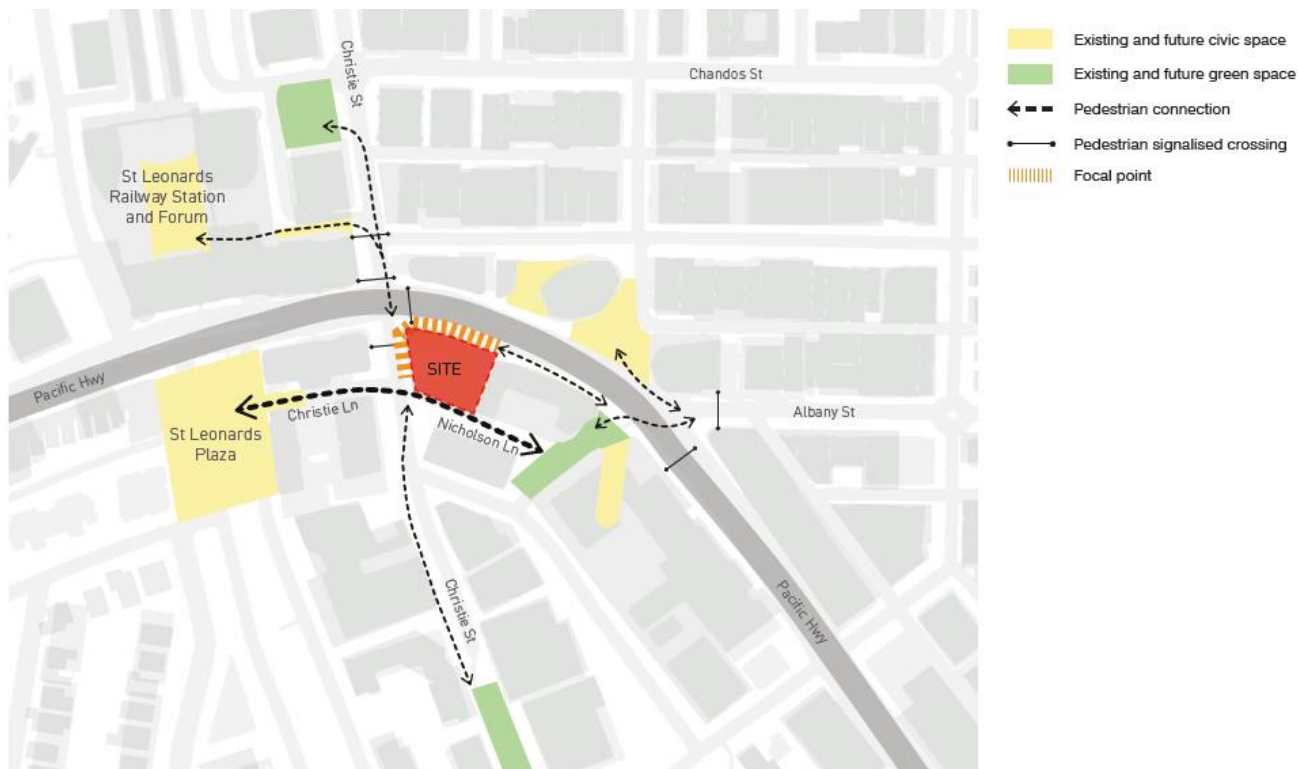 Christie St
Chandos St
St Leonards
Railway Station
and Forum
Pacific Hwy
SITE
Christie Ln
Nicholson Ln
Albany St
St Leonards
Plaza
Christie St
Pacific Hwy
Existing and future civic space
Existing and future green space
Pedestrian connection
Pedestrian signalised crossing
Focal point